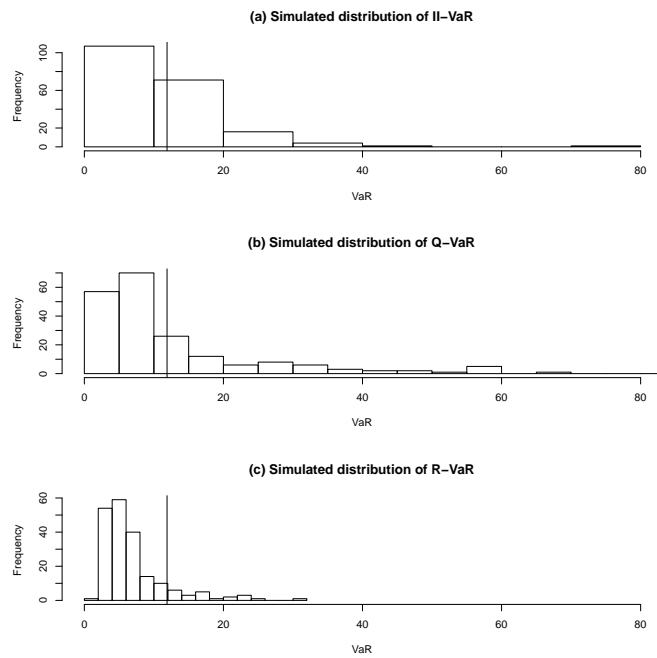 (a) Simulated distribution of II−VaR
Frequency
0 20 60 100
0 20 40 60 80
VaR
(b) Simulated distribution of Q−VaR
Frequency
0 20 40 60
0 20 40 60 80
VaR
(c) Simulated distribution of R−VaR
Frequency
0 20 40 60
0 20 40 60 80
VaR